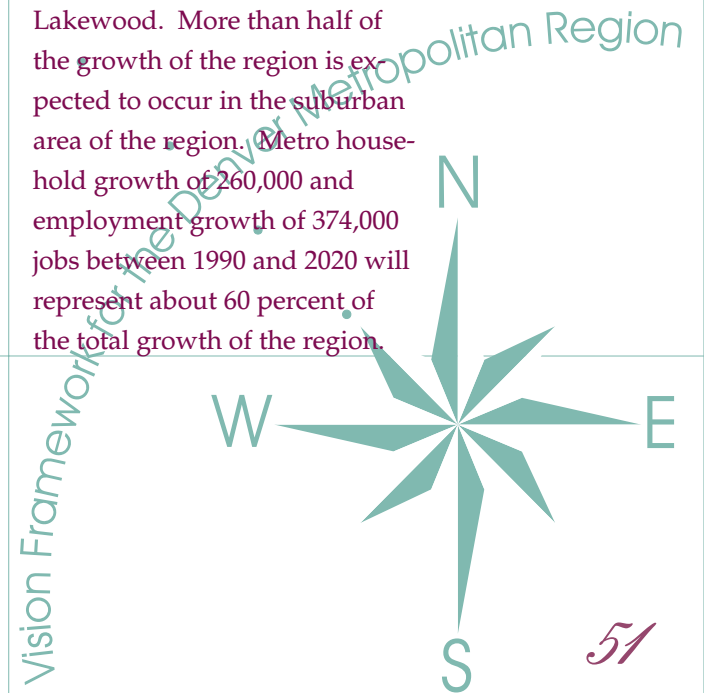 Lakewood.  More than half of
the growth of the region is ex-
pected to occur in the suburban
area of the region.  Metro house-
hold growth of 260,000 and
employment growth of 374,000
jobs between 1990 and 2020 will
represent about 60 percent of
the total growth of the region.
Vision Framework for the Denver Metropolitan Region
N
W
E
S
51